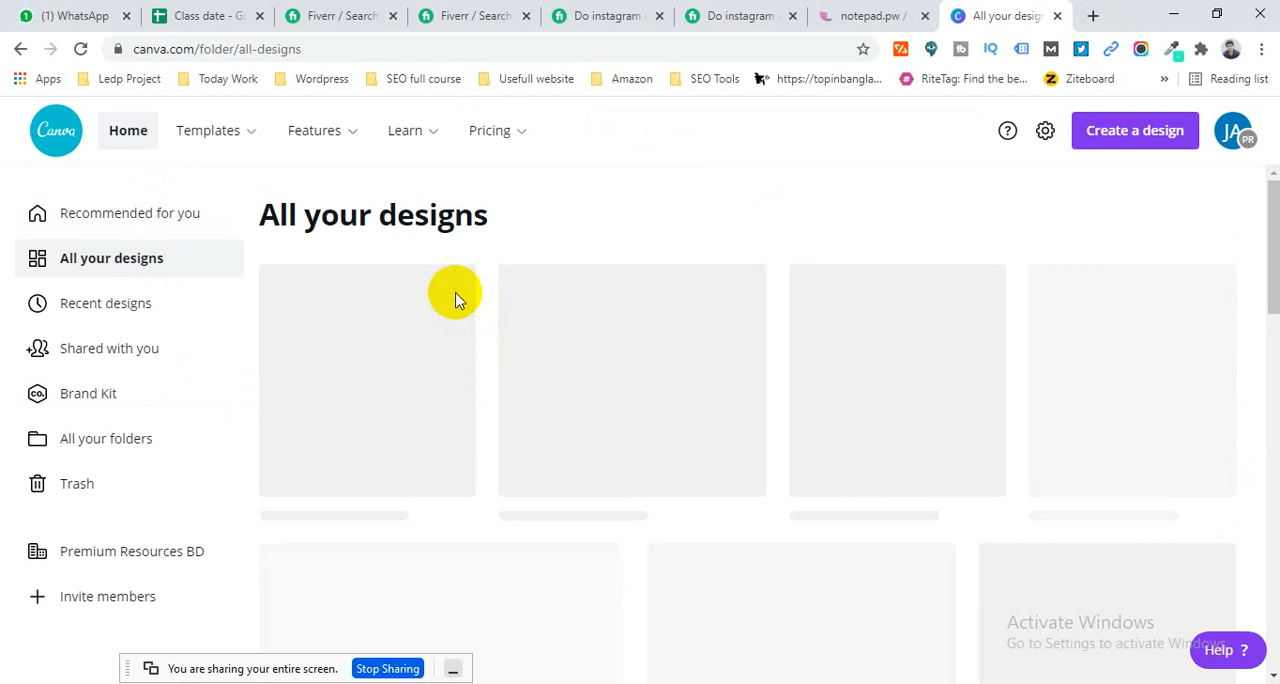 (1) WhatsApp
Class date - Go
Fiverr / Search
Fiverr / Search
Do instagram
Do instagram
notepad.pw /
All your desig
canva.com/folder/all-designs
Apps
Ledp Project
Today Work
Wordpress
SEO full course
Usefull website
Amazon
SEO Tools
https://topinbangla...
RiteTag: Find the be...
Ziteboard
Reading list
Canva
Home
Templates
Features
Learn
Pricing
Create a design
JA
PR
Recommended for you
All your designs
Recent designs
Shared with you
Brand Kit
All your folders
Trash
Premium Resources BD
Invite members
All your designs
Activate Windows
Go to Settings to activate Windows.
Help ?
You are sharing your entire screen.
Stop Sharing